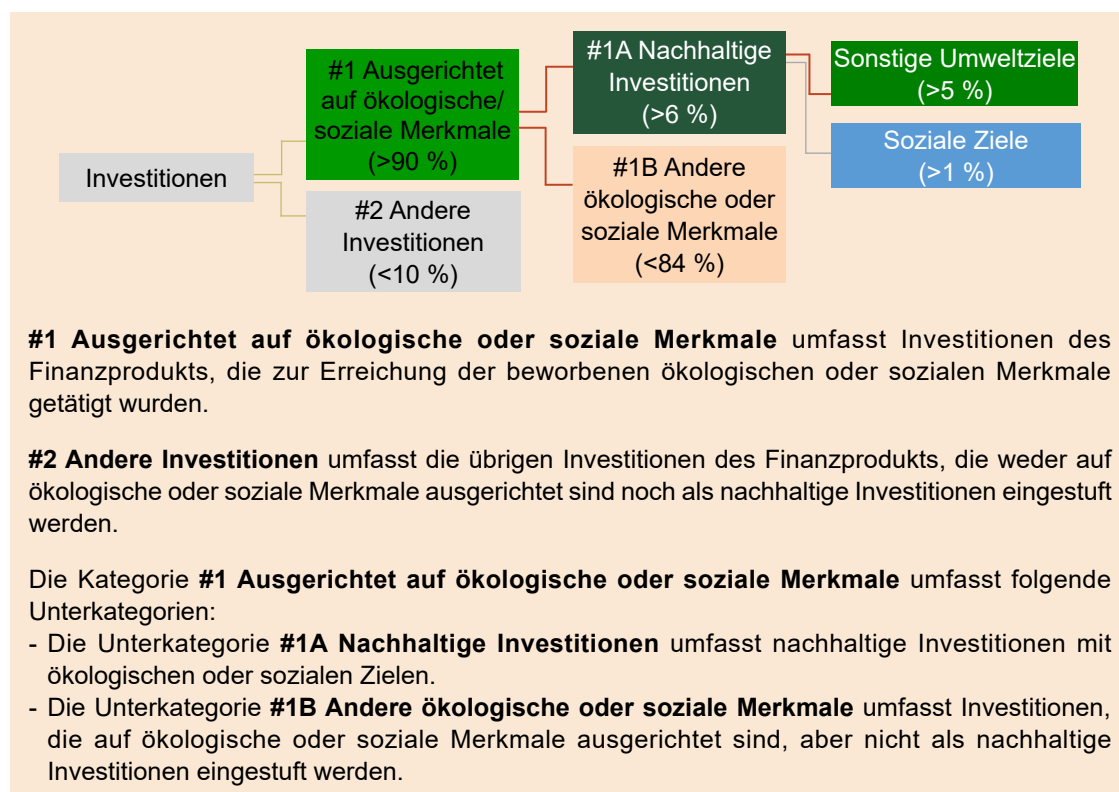 Investitionen
#1 Ausgerichtet
auf ökologische/
soziale Merkmale
(>90 %)
#2 Andere
Investitionen
(<10 %)
#1A Nachhaltige
Investitionen
(>6 %)
#1B Andere
ökologische oder
soziale Merkmale
(<84 %)
Sonstige Umweltziele
(>5 %)
Soziale Ziele
(>1 %)
#1 Ausgerichtet auf ökologische oder soziale Merkmale umfasst Investitionen des
Finanzprodukts, die zur Erreichung der beworbenen ökologischen oder sozialen Merkmale
getätigt wurden.
#2 Andere Investitionen umfasst die übrigen Investitionen des Finanzprodukts, die weder auf
ökologische oder soziale Merkmale ausgerichtet sind noch als nachhaltige Investitionen eingestuft
werden.
Die Kategorie #1 Ausgerichtet auf ökologische oder soziale Merkmale umfasst folgende
Unterkategorien:
- Die Unterkategorie #1A Nachhaltige Investitionen umfasst nachhaltige Investitionen mit
ökologischen oder sozialen Zielen.
- Die Unterkategorie #1B Andere ökologische oder soziale Merkmale umfasst Investitionen,
die auf ökologische oder soziale Merkmale ausgerichtet sind, aber nicht als nachhaltige
Investitionen eingestuft werden.